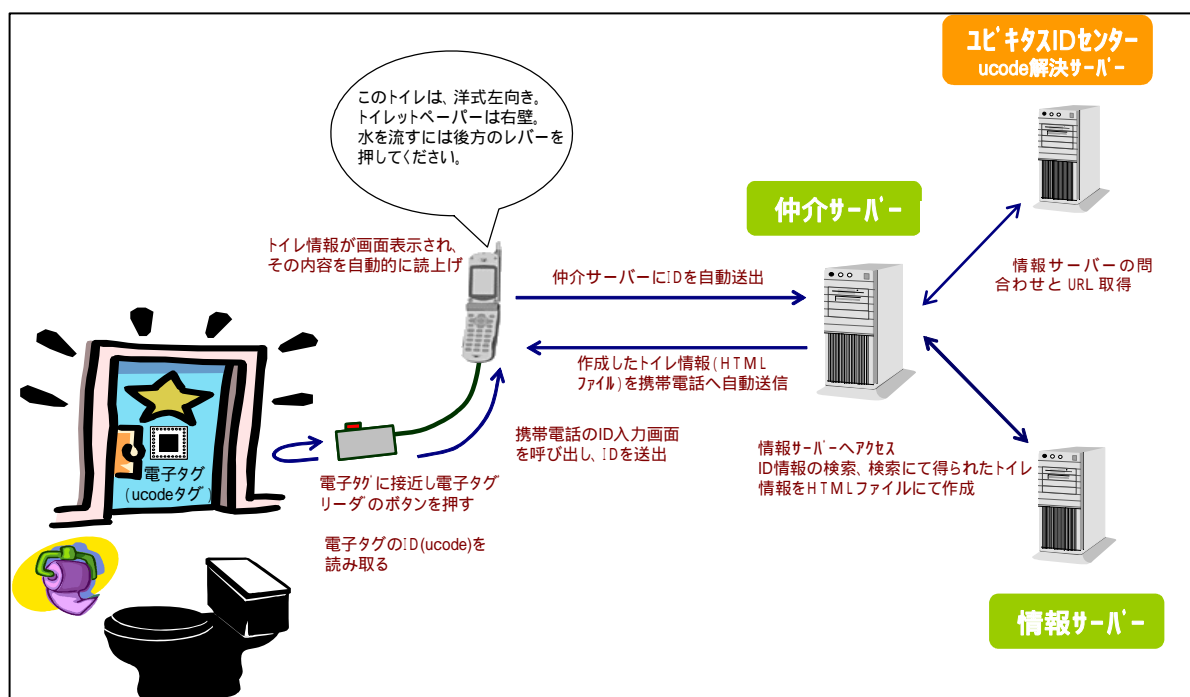 ユビキタスIDセンター
ucode解決サーバー
このトイレは、洋式左向き。
トイレットペーパーは右壁。
水を流すには後方のレバーを
押してください。
仲介サーバー
トイレ情報が画面表示され、
その内容を自動的に読上げ
仲介サーバーにIDを自動送出
情報サーバーの問
合わせと URL 取得
作成したトイレ情報(HTML
ファイル)を携帯電話へ自動送信
携帯電話のID入力画面
を呼び出し、IDを送出
情報サーバーへアクセス
ID情報の検索、検索にて得られたトイレ
情報をHTMLファイルにて作成
電子タグ
(ucodeタグ)
電子タグに接近し電子タグ
リーダのボタンを押す
電子タグのID(ucode)を
読み取る
情報サーバー